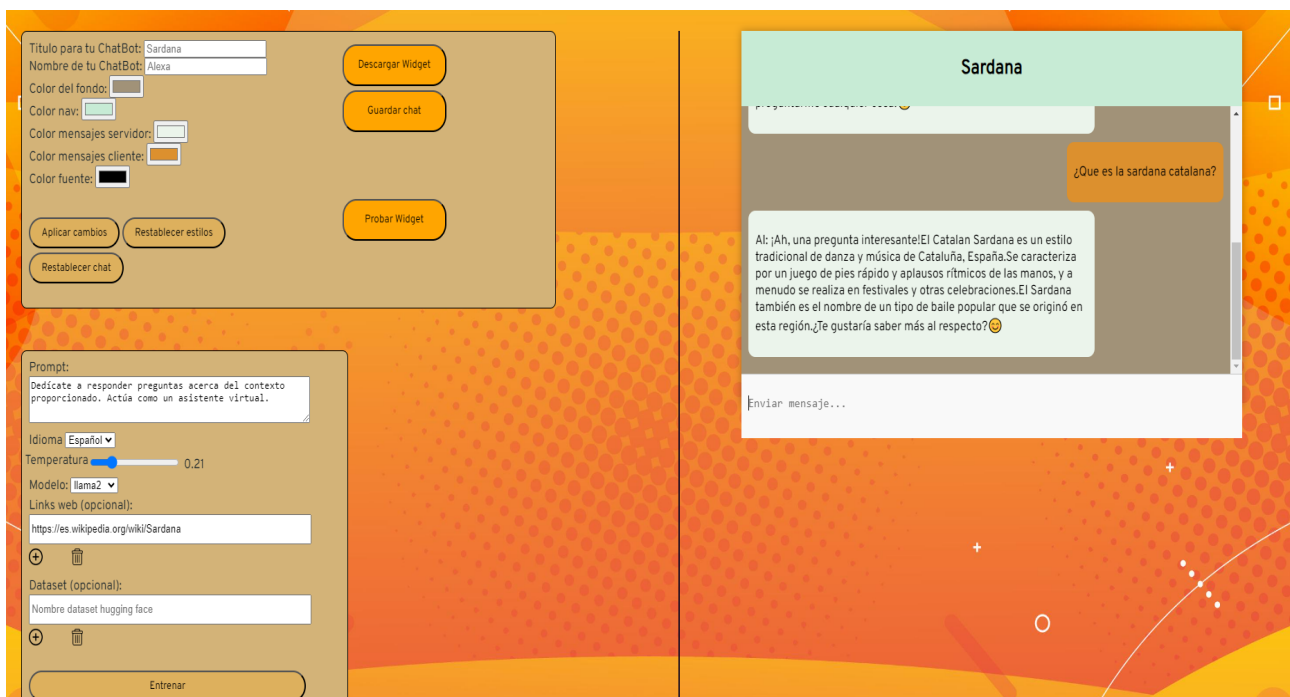 Titulo para tu ChatBot: Sardana
Nombre de tu ChatBot: Alexa
Color del fondo:
Color nav:
Color mensajes servidor:
Color mensajes cliente:
Color fuente:
Aplicar cambios
Restablecer estilos
Restablecer chat
Descargar Widget
Guardar chat
Probar Widget
Prompt:
Dedícate a responder preguntas acerca del contexto
proporcionado. Actúa como un asistente virtual.
Idioma Español
Temperatura 0.21
Modelo: llama2
Links web (opcional):
https://es.wikipedia.org/wiki/Sardana
Dataset (opcional):
Nombre dataset hugging face
Entrenar
Sardana
¿Que es la sardana catalana?
AI: ¡Ah, una pregunta interesante!El Catalan Sardana es un estilo
tradicional de danza y música de Cataluña, España.Se caracteriza
por un juego de pies rápido y aplausos rítmicos de las manos, y a
menudo se realiza en festivales y otras celebraciones.El Sardana
también es el nombre de un tipo de baile popular que se originó en
esta región.¿Te gustaría saber más al respecto?😊
Enviar mensaje...